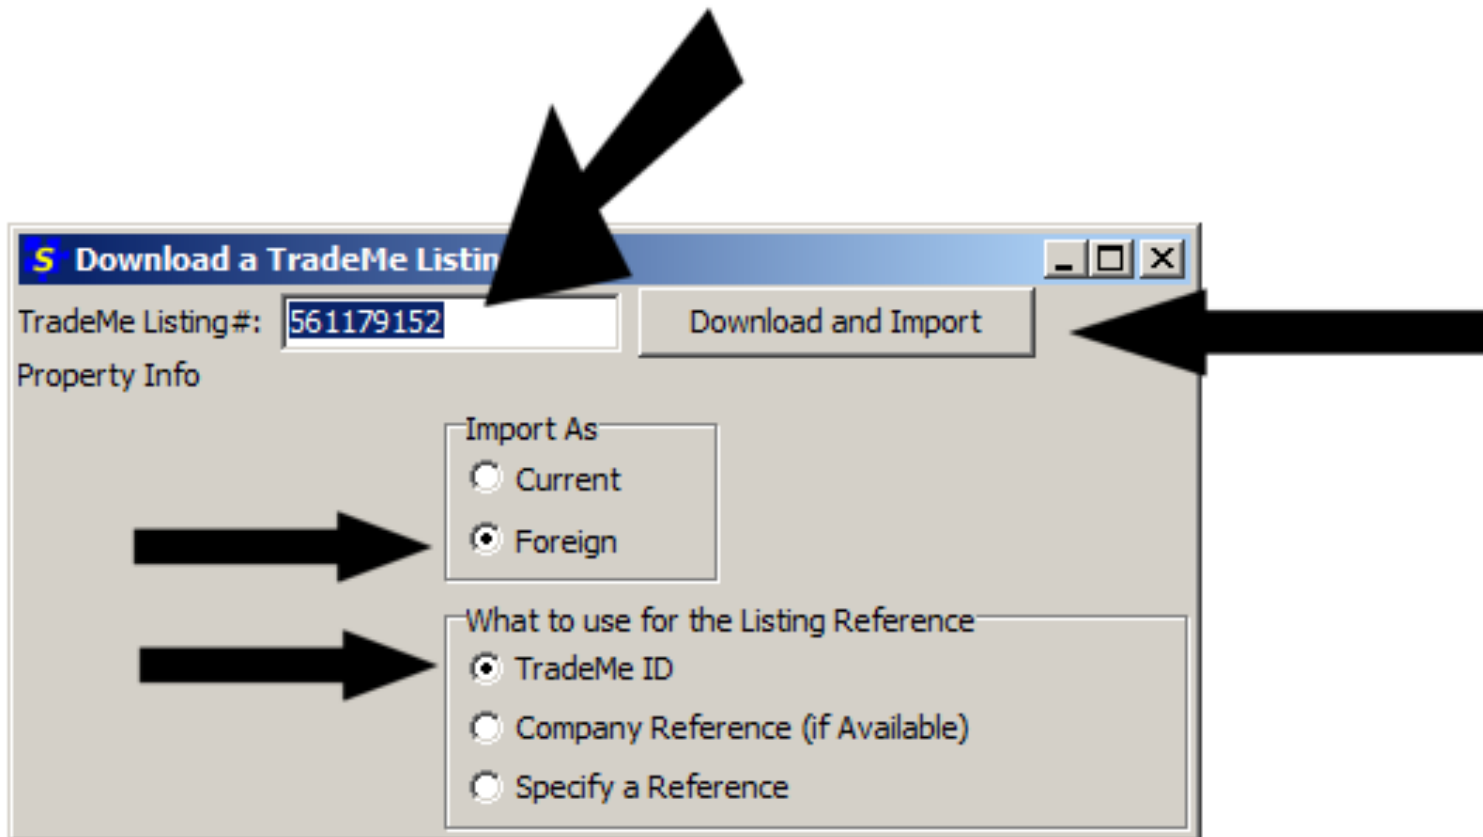 S Download a TradeMe Listin
TradeMe Listing#: 561179152 Download and Import
Property Info
Import As
Current
Foreign
What to use for the Listing Reference
TradeMe ID
Company Reference (if Available)
Specify a Reference